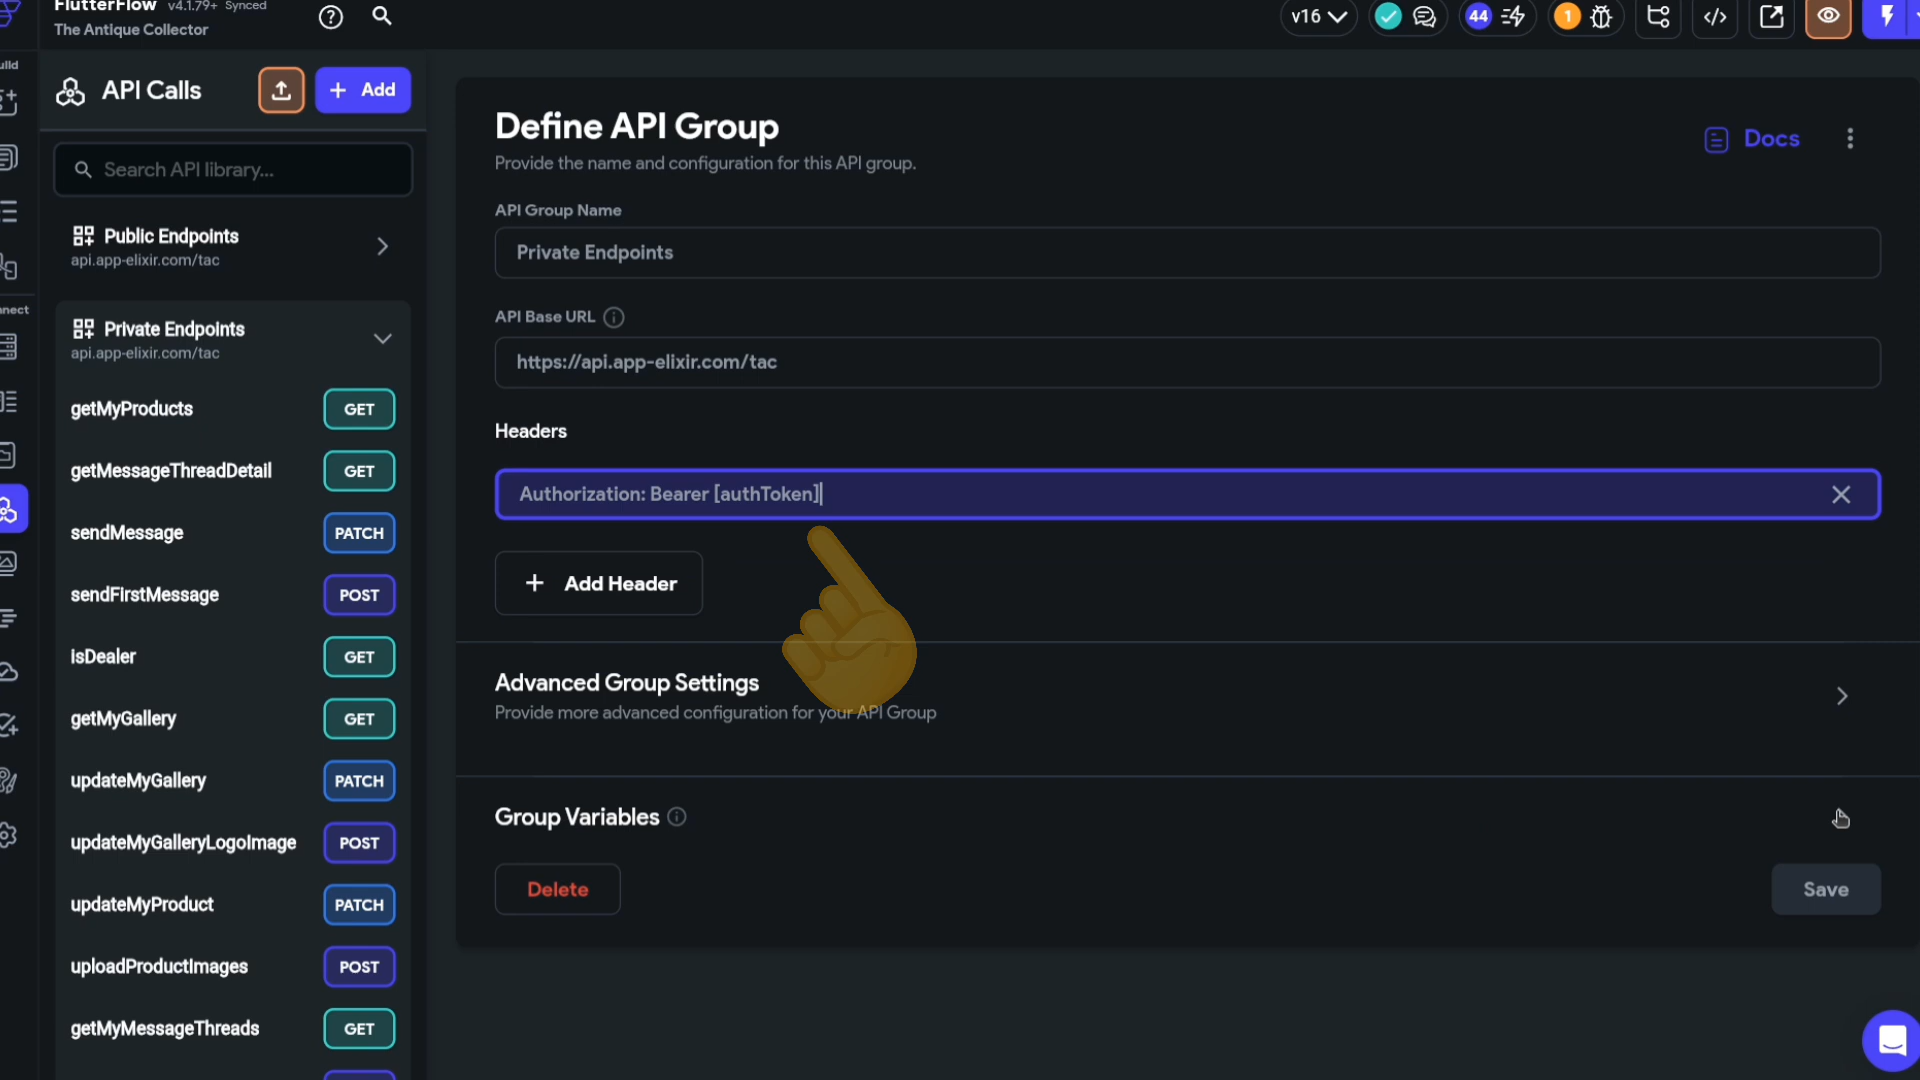 FlutterFlow v4.1.79+ Synced
The Antique Collector
v16
44
1
API Calls
Add
Search API library...
Public Endpoints
api.app-elixir.com/tac
Private Endpoints
api.app-elixir.com/tac
getMyProducts GET
getMessageThreadDetail GET
sendMessage PATCH
sendFirstMessage POST
isDealer GET
getMyGallery GET
updateMyGallery PATCH
updateMyGalleryLogoImage POST
updateMyProduct PATCH
uploadProductImages POST
getMyMessageThreads GET
Define API Group
Provide the name and configuration for this API group.
Docs
API Group Name
Private Endpoints
API Base URL
https://api.app-elixir.com/tac
Headers
Authorization: Bearer [authToken]
Add Header
Advanced Group Settings
Provide more advanced configuration for your API Group
Group Variables
Delete
Save